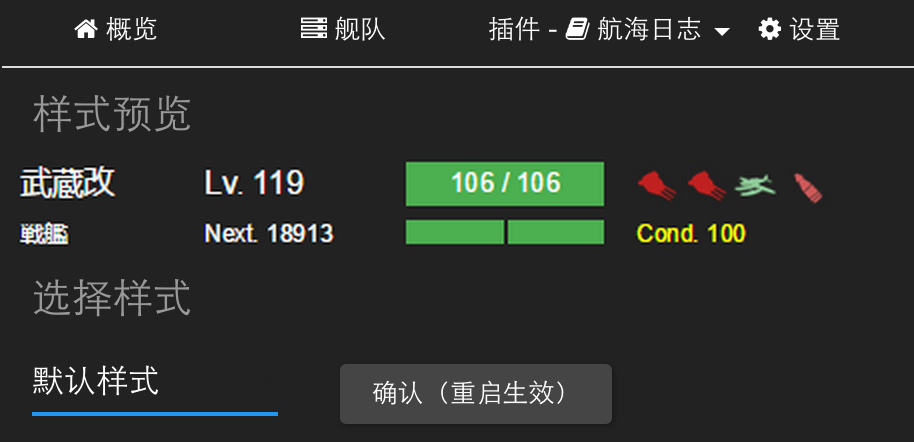 概览 舰队 插件 - 航海日志 设置
样式预览
武蔵改 Lv. 119 106 / 106
戦艦 Next. 18913 Cond. 100
选择样式
默认样式 确认（重启生效）